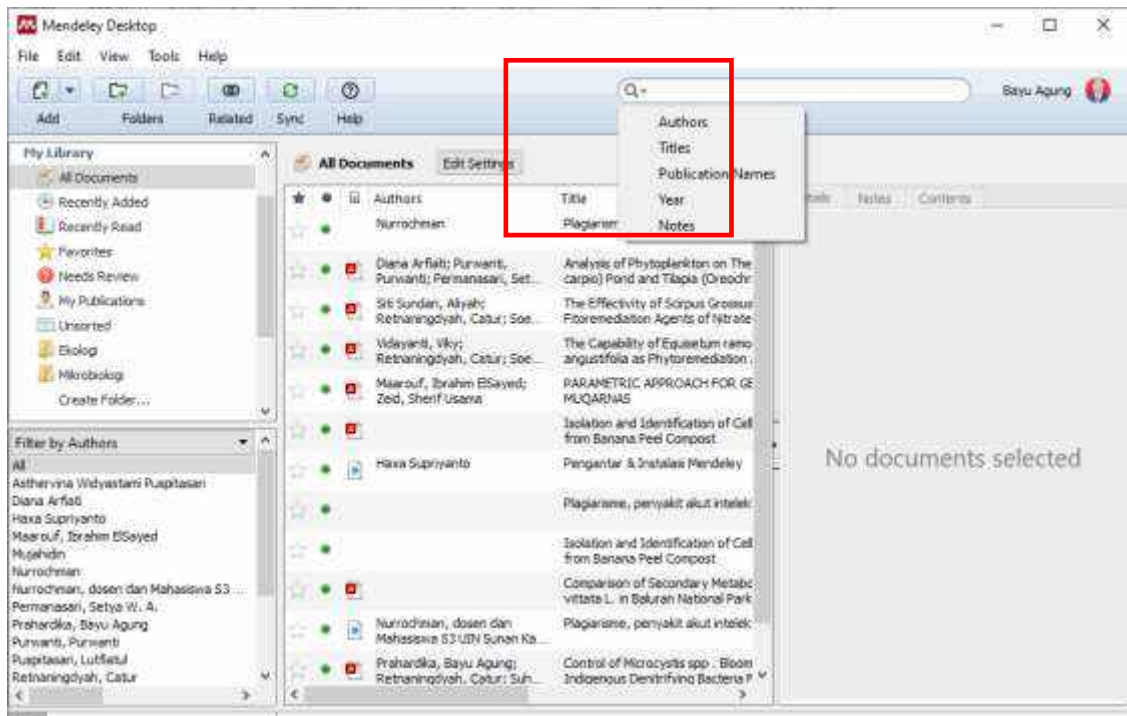 Mendeley Desktop
File Edit View Tools Help
Add Folders Related Sync Help
Bayu Agung
Authors
Titles
Publication Names
Year
Notes
My Library
All Documents
Recently Added
Recently Read
Favorites
Needs Review
My Publications
Unsorted
Ekologi
Mikrobiologi
Create Folder...
Filter by Authors
All
Asthervina Widyastami Puspitasari
Diana Arfiati
Haxa Supriyanto
Maarouf, Ibrahim ElSayed
Mujahidin
Nurrochman
Nurrochman, dosen dan Mahasiswa S3 ...
Permanasari, Setya W. A.
Prahardika, Bayu Agung
Purwanti, Purwanti
Puspitasari, Lutfiatul
Retnaningdyah, Catur
All Documents Edit Settings
Authors Title
Nurrochman Plagiarism
Diana Arfiati; Purwanti, Analysis of Phytoplankton on The
Purwanti; Permanasari, Set... carpio) Pond and Tilapia (Oreochr
Siti Sundari, Aliyah; The Effectivity of Scirpus Grossus
Retnaningdyah, Catur; Soe... Fitoremediation Agents of Nitrate
Vidayanti, Viky; The Capability of Equisetum ramo
Retnaningdyah, Catur; Soe... angustifolia as Phytoremediation
Maarouf, Ibrahim ElSayed; PARAMETRIC APPROACH FOR GE
Zeid, Sherif Usama MUQARNAS
Isolation and Identification of Cell
from Banana Peel Compost
Haxa Supriyanto Pengantar & Instalasi Mendeley
Plagiarisme, penyakit akut intelek
Isolation and Identification of Cell
from Banana Peel Compost
Comparison of Secondary Metabo
vittata L. in Baluran National Park
Nurrochman, dosen dan Plagiarisme, penyakit akut intelek
Mahasiswa S3 UIN Sunan Ka...
Prahardika, Bayu Agung; Control of Microcystis spp . Bloom
Retnaningdyah, Catur; Suh... Indigenous Denitrifying Bacteria
Notes Contents
No documents selected